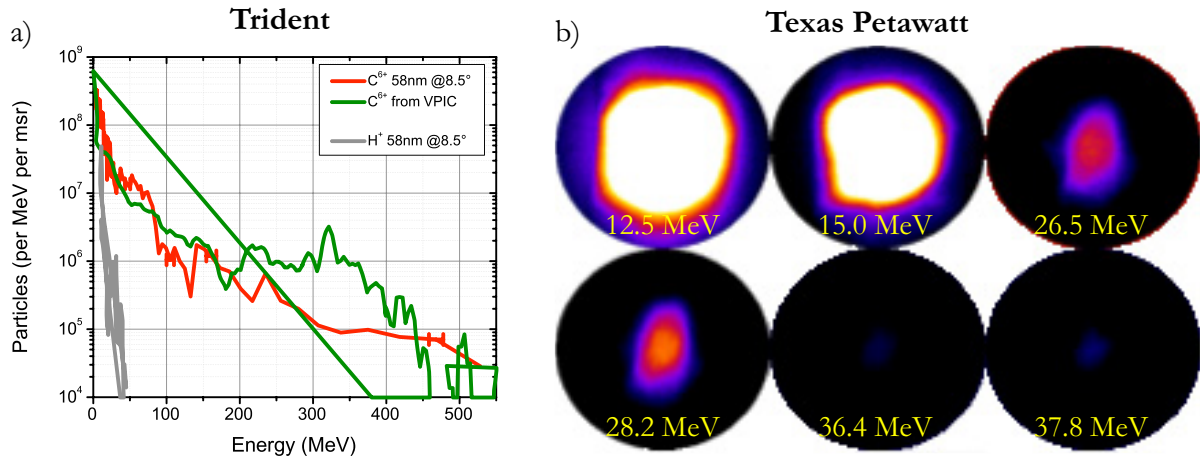 Trident
a)
Particles (per MeV per msr)
10⁹
10⁸
10⁷
10⁶
10⁵
10⁴
C⁶⁺ 58nm @8.5°
C⁶⁺ from VPIC
H⁺ 58nm @8.5°
0 100 200 300 400 500
Energy (MeV)
Texas Petawatt
b)
12.5 MeV 15.0 MeV 26.5 MeV
28.2 MeV 36.4 MeV 37.8 MeV